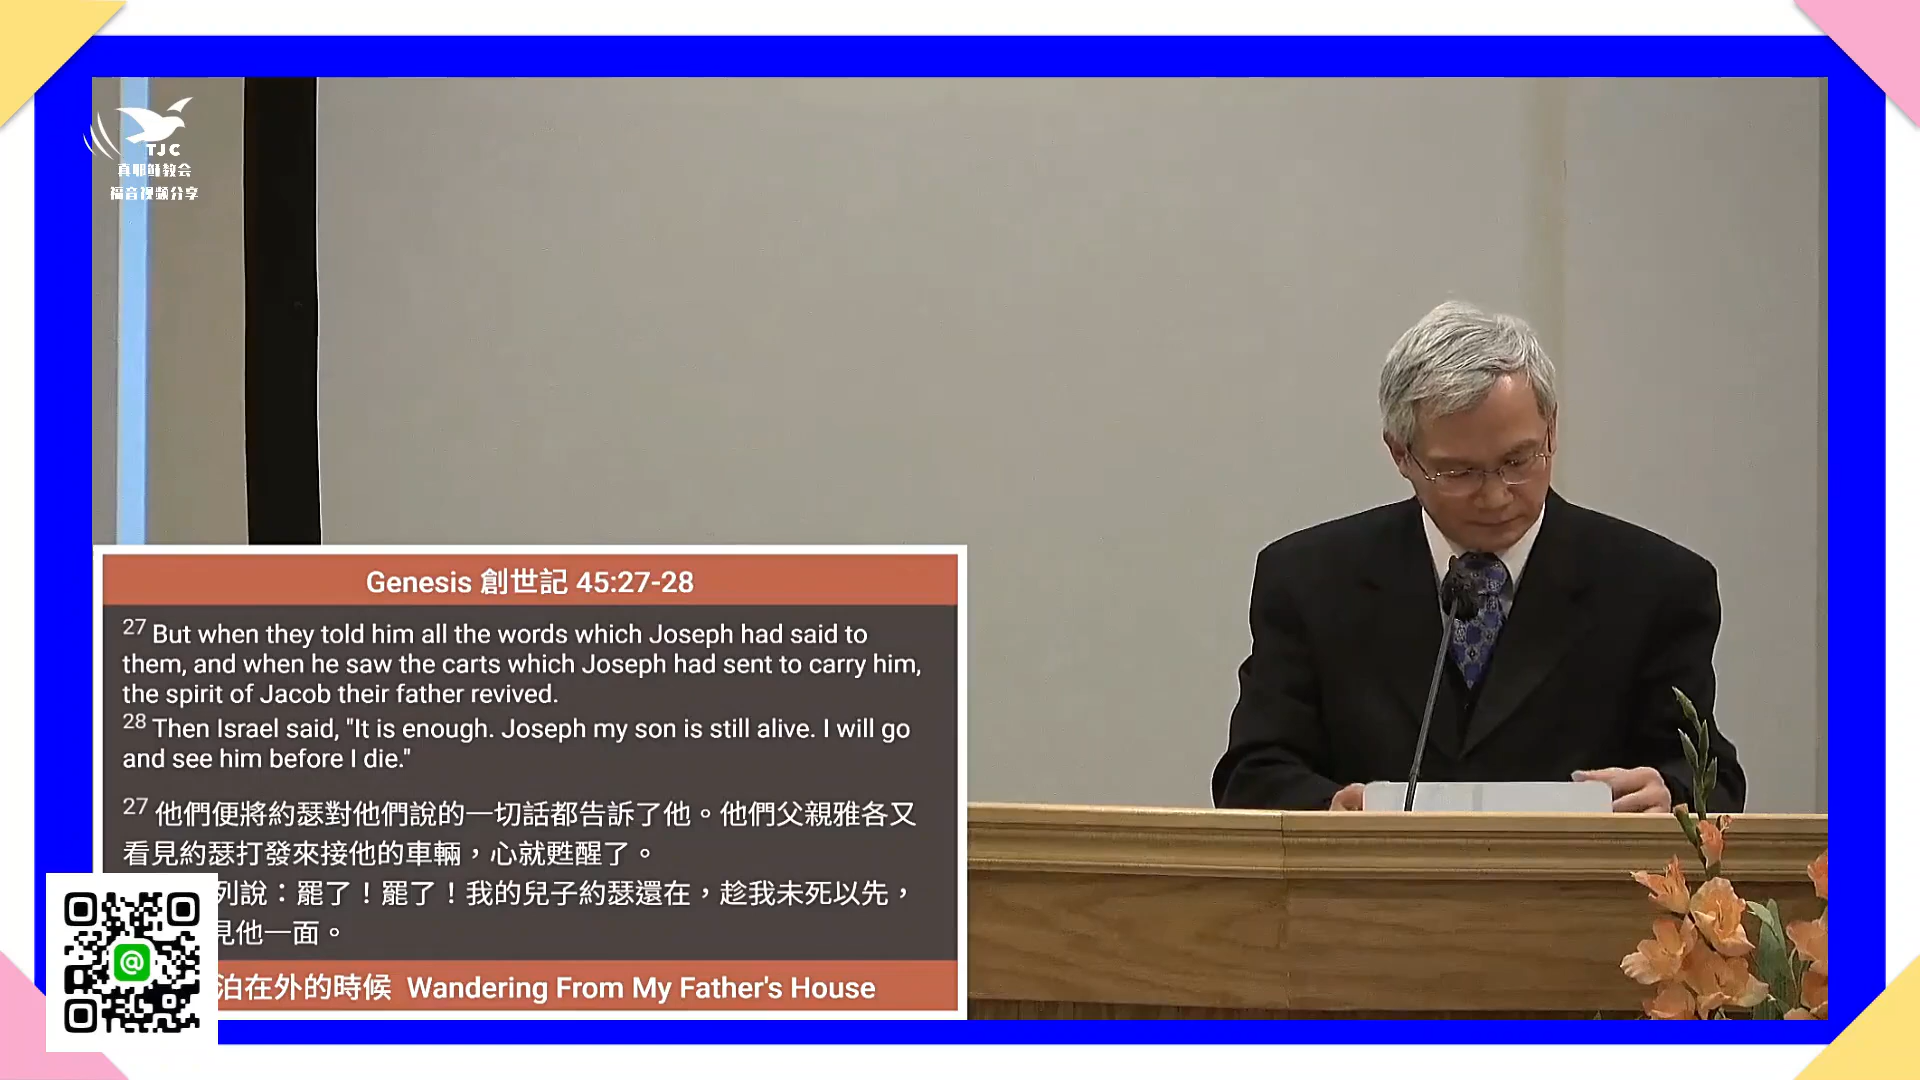 TJC
真耶稣教会
福音视频分享
Genesis 創世記 45:27-28
27 But when they told him all the words which Joseph had said to
them, and when he saw the carts which Joseph had sent to carry him,
the spirit of Jacob their father revived.
28 Then Israel said, "It is enough. Joseph my son is still alive. I will go
and see him before I die."
27 他們便將約瑟對他們說的一切話都告訴了他。他們父親雅各又
看見約瑟打發來接他的車輛，心就甦醒了。
列說：罷了！罷了！我的兒子約瑟還在，趁我未死以先，
見他一面。
泊在外的時候 Wandering From My Father's House
@